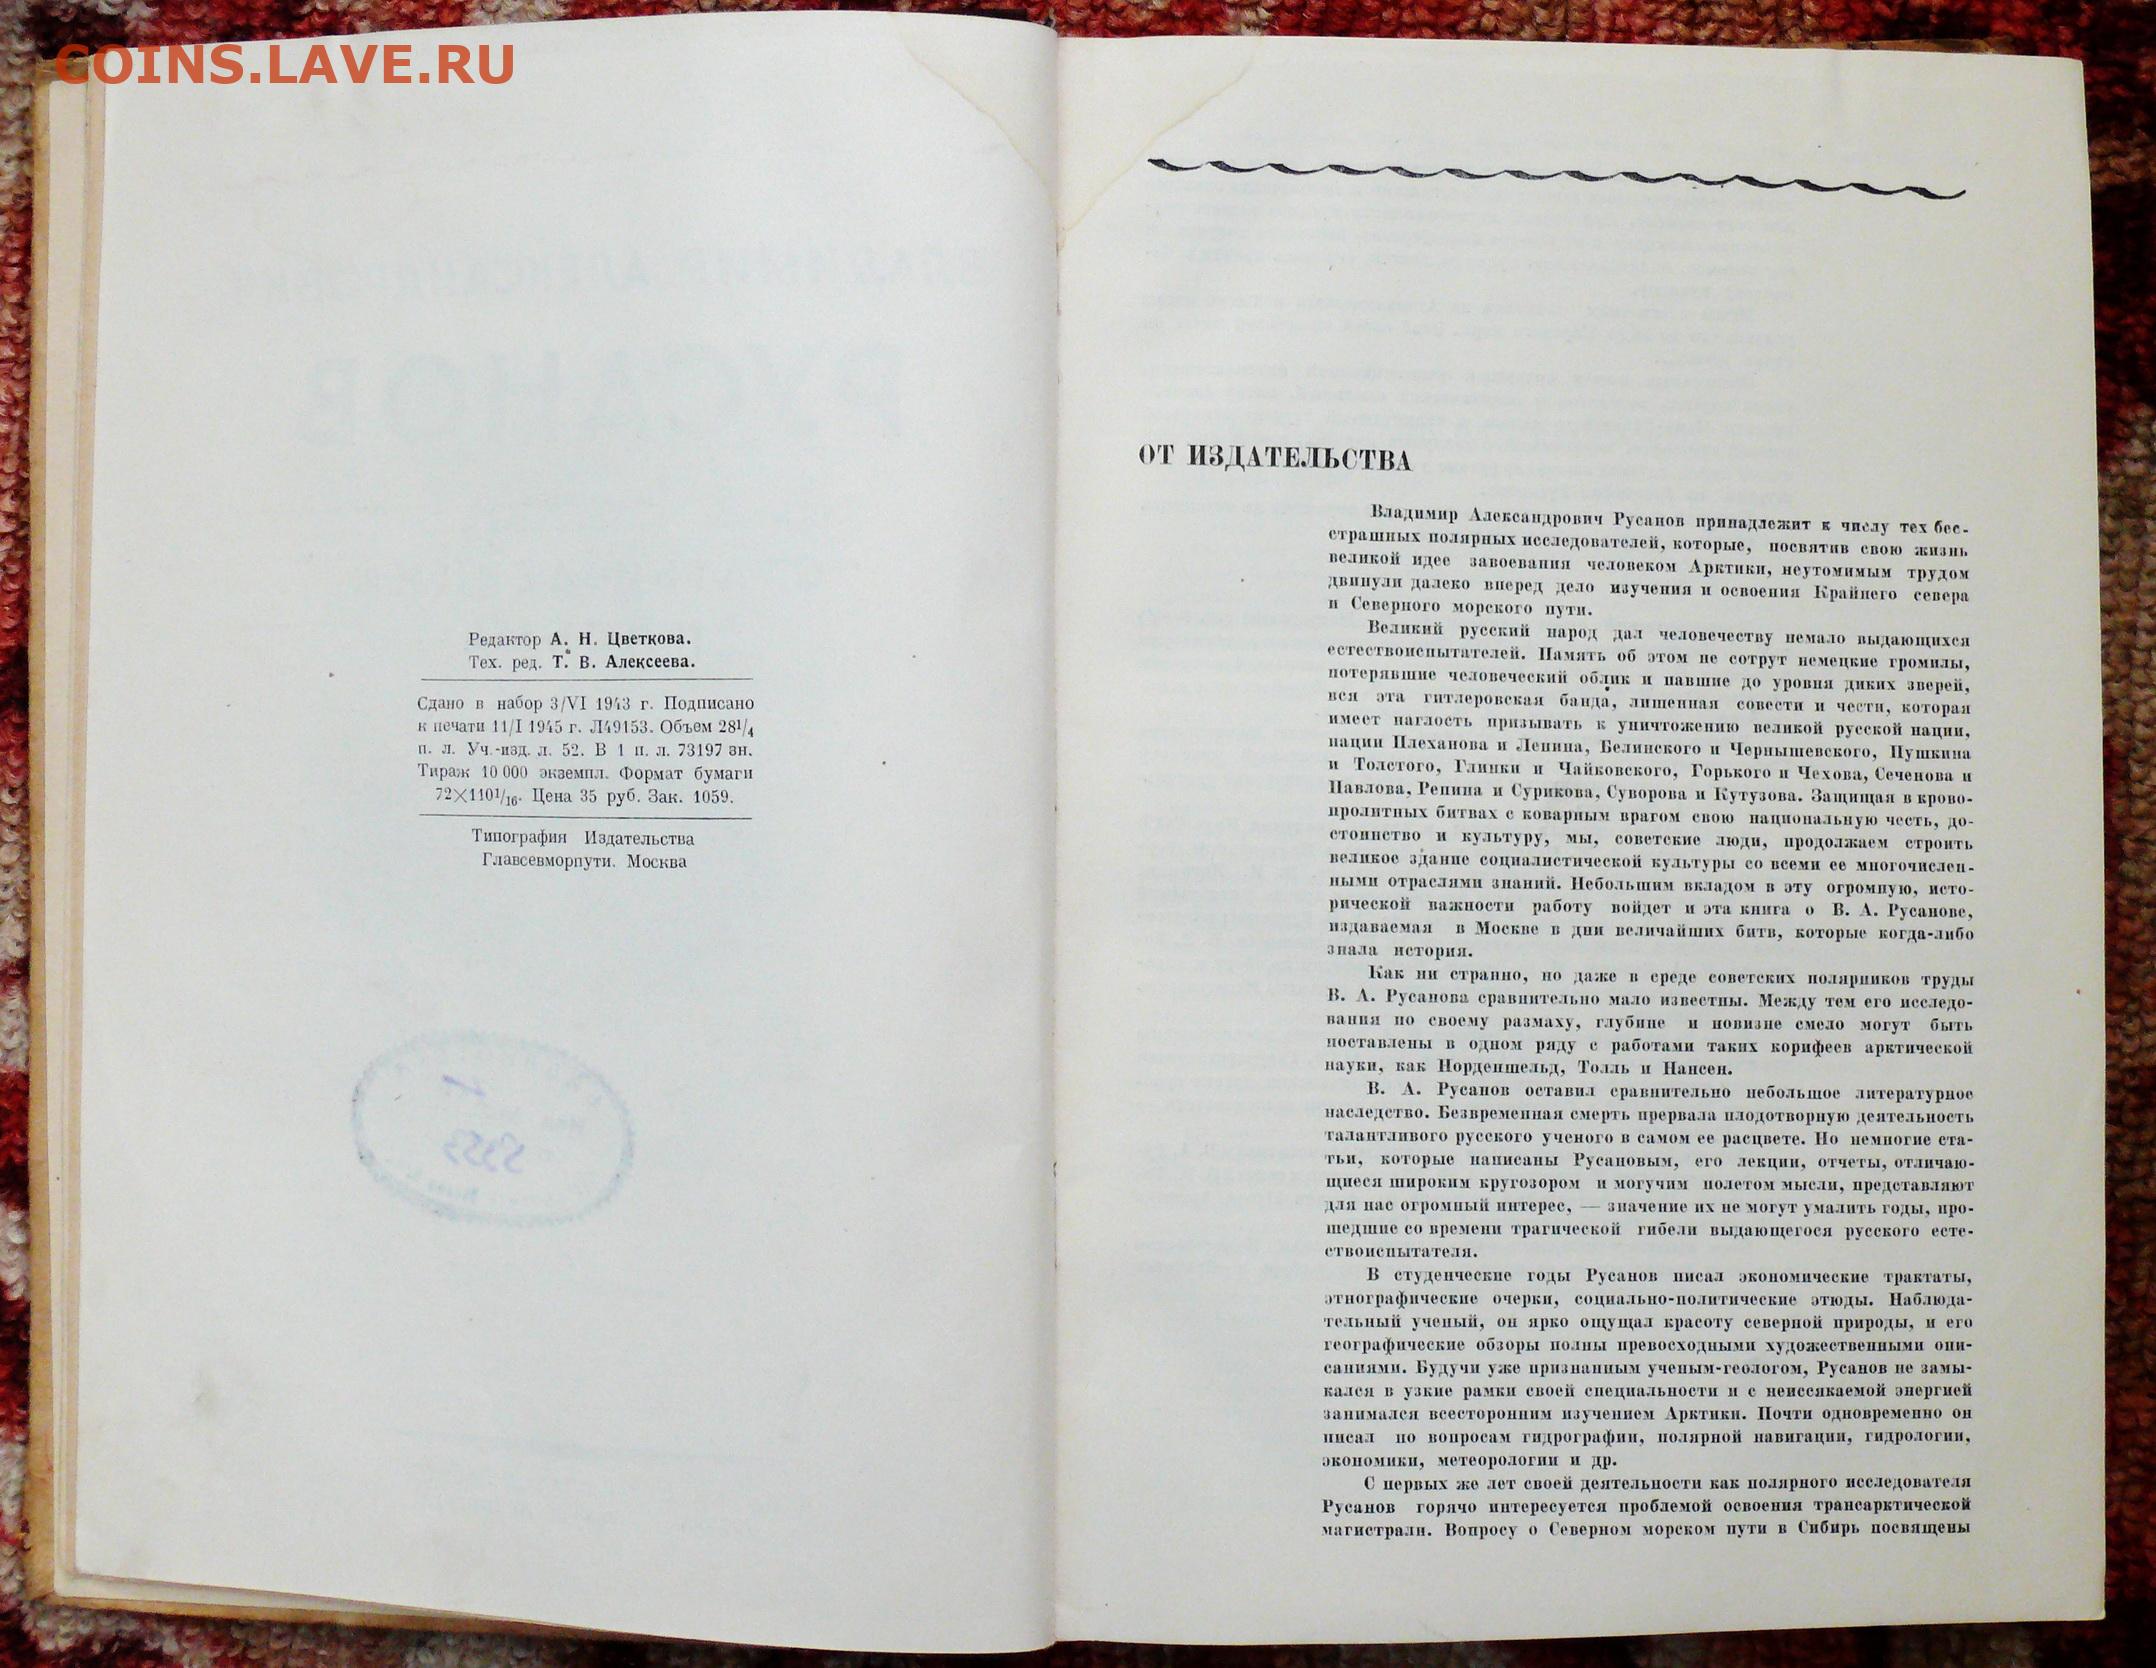 COINS.LAVE.RU
Редактор А. Н. Цветкова.
Тех. ред. Т. В. Алексеева.
Сдано в набор 3/VI 1943 г. Подписано
к печати 11/I 1945 г. Л49153. Объем 28¹/₄
п. л. Уч.-изд. л. 52. В 1 п. л. 73197 зн.
Тираж 10 000 экземпл. Формат бумаги
72×110¹/₁₆. Цена 35 руб. Зак. 1059.
Типография Издательства
Главсевморпути. Москва
ОТ ИЗДАТЕЛЬСТВА
Владимир Александрович Русанов принадлежит к числу тех бес-
страшных полярных исследователей, которые, посвятив свою жизнь
великой идее завоевания человеком Арктики, неутомимым трудом
двинули далеко вперед дело изучения и освоения Крайнего севера
и Северного морского пути.
Великий русский народ дал человечеству немало выдающихся
естествоиспытателей. Память об этом не сотрут немецкие громилы,
потерявшие человеческий облик и павшие до уровня диких зверей,
вся эта гитлеровская банда, лишенная совести и чести, которая
имеет наглость призывать к уничтожению великой русской нации,
нации Плеханова и Ленина, Белинского и Чернышевского, Пушкина
и Толстого, Глинки и Чайковского, Горького и Чехова, Сеченова и
Павлова, Репина и Сурикова, Суворова и Кутузова. Защищая в крово-
пролитных битвах с коварным врагом свою национальную честь, до-
стоинство и культуру, мы, советские люди, продолжаем строить
великое здание социалистической культуры со всеми ее многочислен-
ными отраслями знаний. Небольшим вкладом в эту огромную, исто-
рической важности работу войдет и эта книга о В. А. Русанове,
издаваемая в Москве в дни величайших битв, которые когда-либо
знала история.
Как ни странно, но даже в среде советских полярников труды
В. А. Русанова сравнительно мало известны. Между тем его исследо-
вания по своему размаху, глубине и новизне смело могут быть
поставлены в одном ряду с работами таких корифеев арктической
науки, как Норденшельд, Толль и Нансен.
В. А. Русанов оставил сравнительно небольшое литературное
наследство. Безвременная смерть прервала плодотворную деятельность
талантливого русского ученого в самом ее расцвете. Но немногие ста-
тьи, которые написаны Русановым, его лекции, отчеты, отличаю-
щиеся широким кругозором и могучим полетом мысли, представляют
для нас огромный интерес, — значение их не могут умалить годы, про-
шедшие со времени трагической гибели выдающегося русского есте-
ствоиспытателя.
В студенческие годы Русанов писал экономические трактаты,
этнографические очерки, социально-политические этюды. Наблюда-
тельный ученый, он ярко ощущал красоту северной природы, и его
географические обзоры полны превосходными художественными опи-
саниями. Будучи уже признанным ученым-геологом, Русанов не замы-
кался в узкие рамки своей специальности и с неиссякаемой энергией
занимался всесторонним изучением Арктики. Почти одновременно он
писал по вопросам гидрографии, полярной навигации, гидрологии,
экономики, метеорологии и др.
С первых же лет своей деятельности как полярного исследователя
Русанов горячо интересуется проблемой освоения трансарктической
магистрали. Вопросу о Северном морском пути в Сибирь посвящены